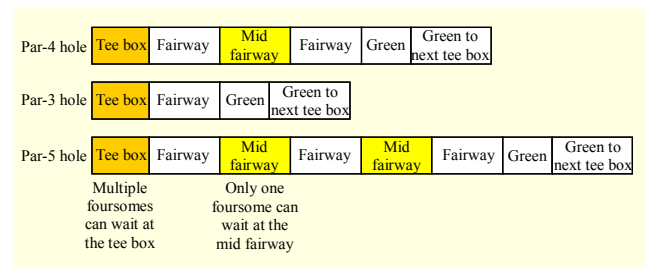 Par-4 hole Tee box Fairway Mid fairway Fairway Green Green to next tee box
Par-3 hole Tee box Fairway Green Green to next tee box
Par-5 hole Tee box Fairway Mid fairway Fairway Mid fairway Fairway Green Green to next tee box
Multiple
foursomes
can wait at
the tee box
Only one
foursome can
wait at the
mid fairway